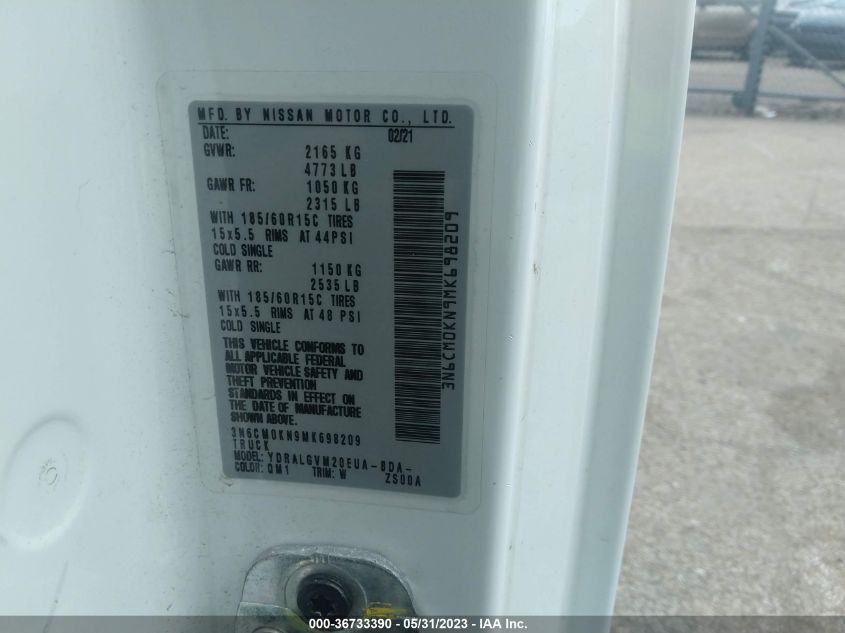 MFD. BY NISSAN MOTOR CO., LTD.
DATE: 02/21
GVWR: 2165 KG
4773 LB
GAWR FR: 1050 KG
2315 LB
WITH 185/60R15C TIRES
15x5.5 RIMS AT 44PSI
COLD SINGLE
GAWR RR: 1150 KG
2535 LB
WITH 185/60R15C TIRES
15x5.5 RIMS AT 48 PSI
COLD SINGLE
THIS VEHICLE CONFORMS TO
ALL APPLICABLE FEDERAL
MOTOR VEHICLE SAFETY AND
THEFT PREVENTION
STANDARDS IN EFFECT ON
THE DATE OF MANUFACTURE
SHOWN ABOVE.
3N6CM0KN9MK698209
TRUCK
MODEL: YDRALGVM20EUA-BDA-
COLOR: QM1 TRIM: W ZS00A
3N6CM0KN9MK698209
000-36733390 - 05/31/2023 - IAA Inc.